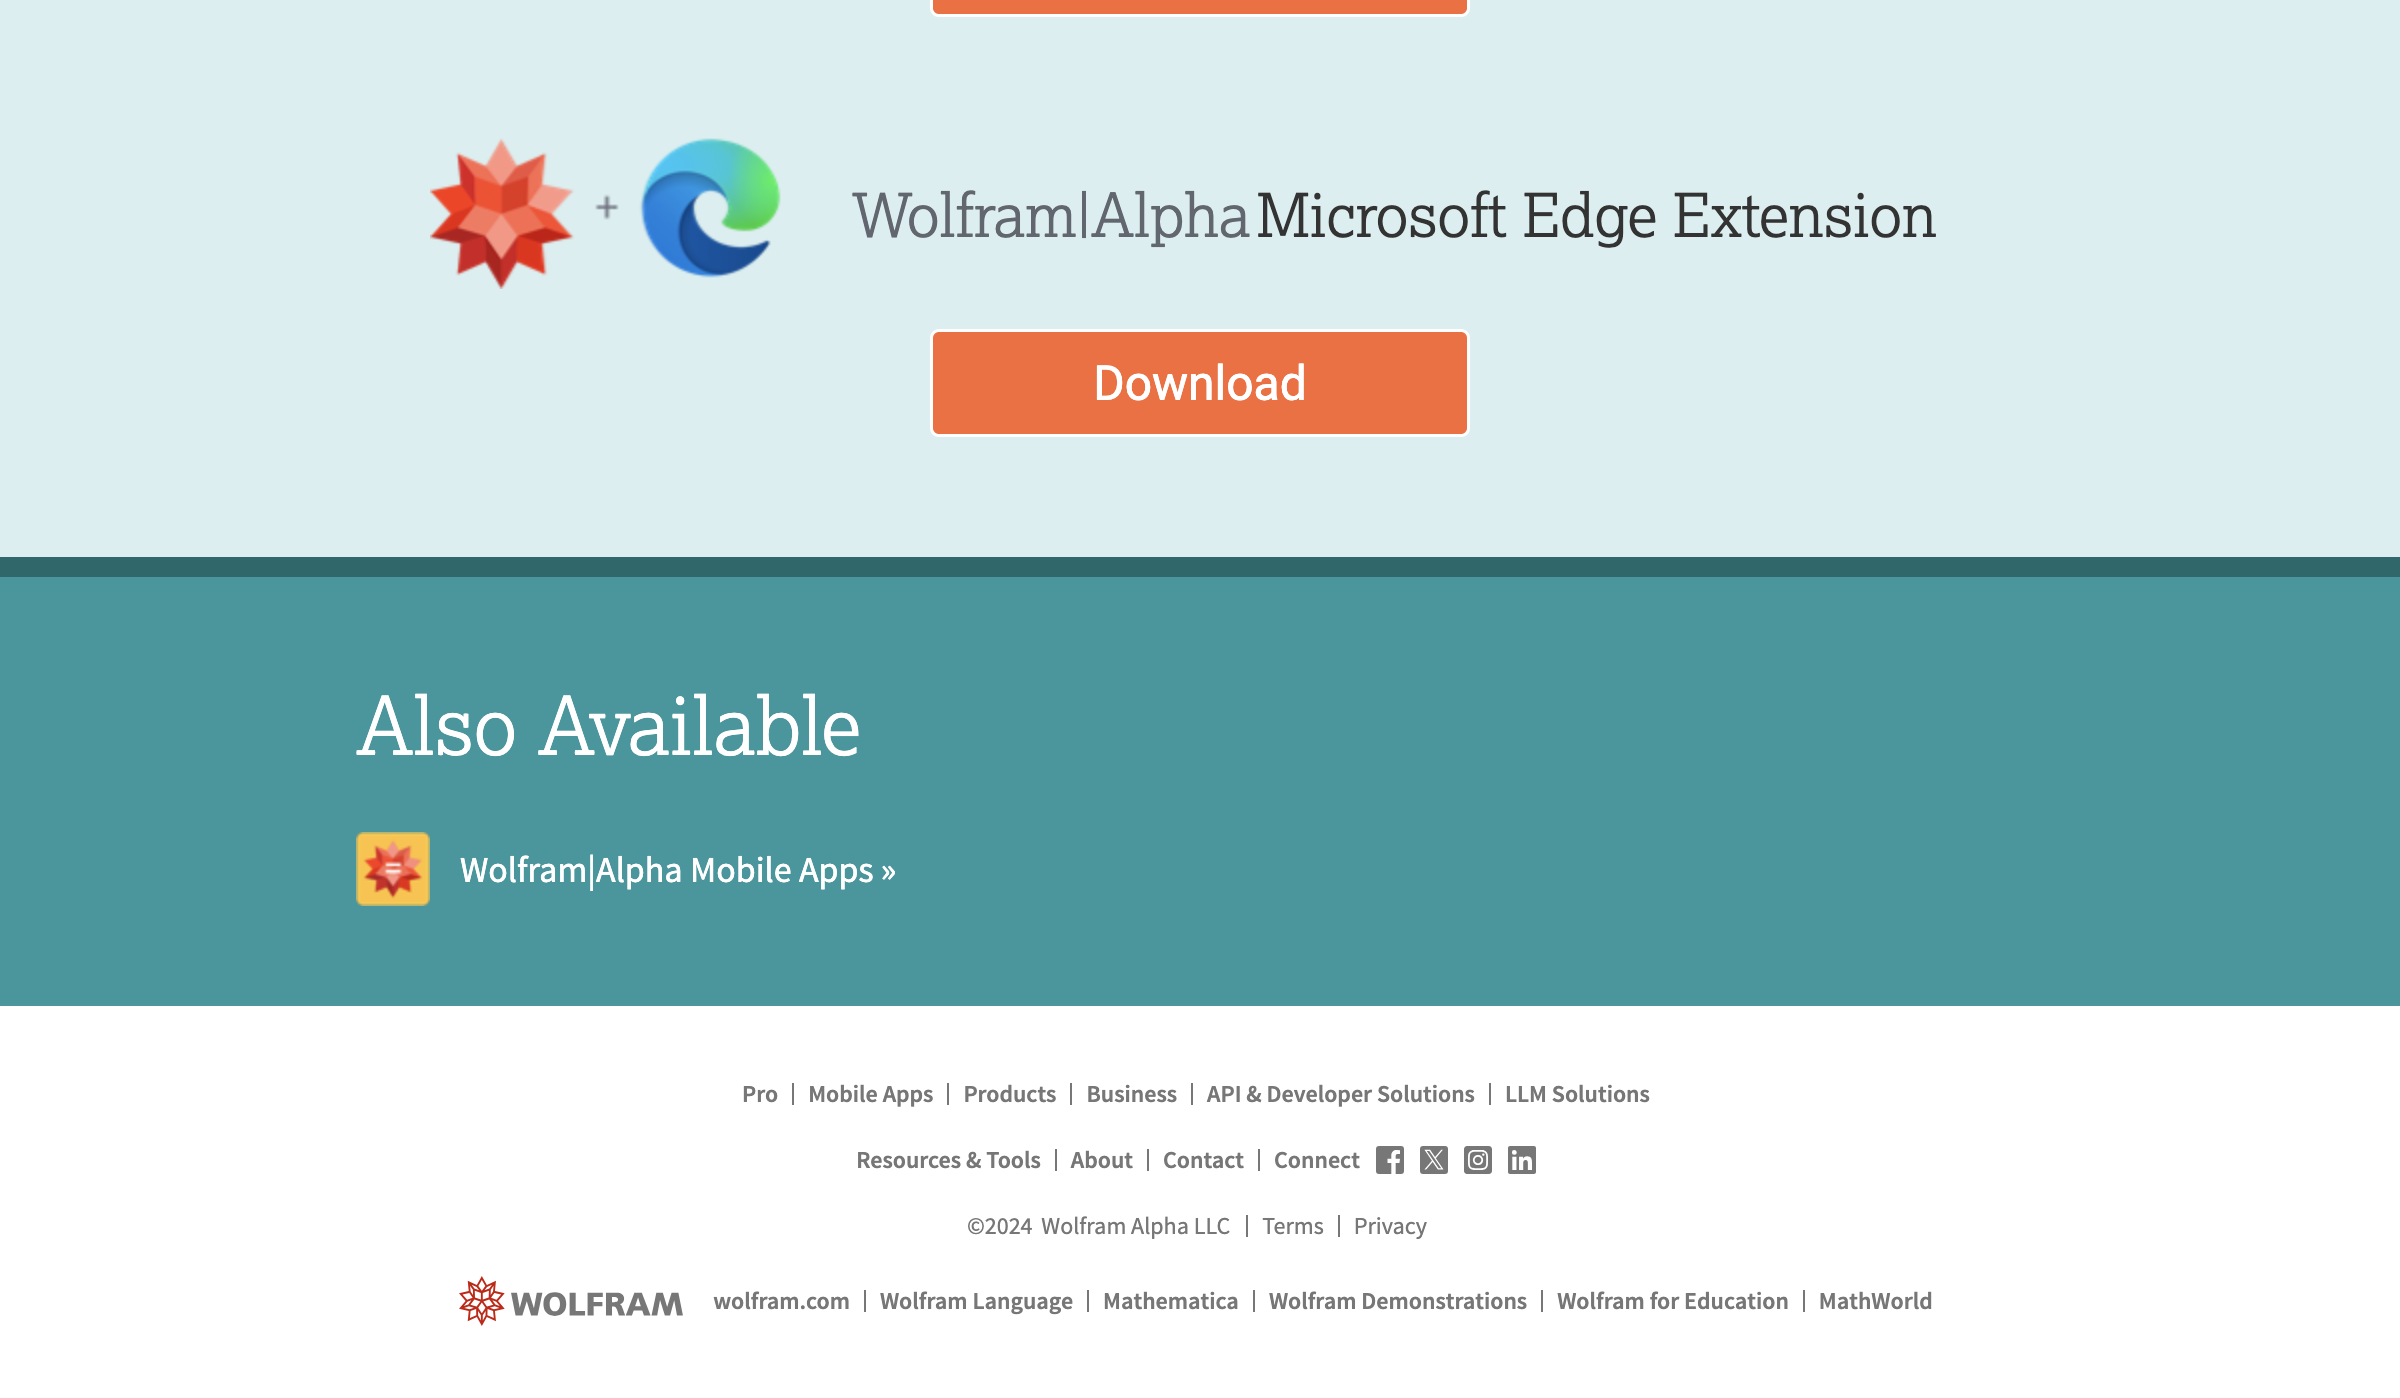 Wolfram|Alpha Microsoft Edge Extension
Download
Also Available
Wolfram|Alpha Mobile Apps »
Pro | Mobile Apps | Products | Business | API & Developer Solutions | LLM Solutions
Resources & Tools | About | Contact | Connect
©2024 Wolfram Alpha LLC | Terms | Privacy
WOLFRAM wolfram.com | Wolfram Language | Mathematica | Wolfram Demonstrations | Wolfram for Education | MathWorld